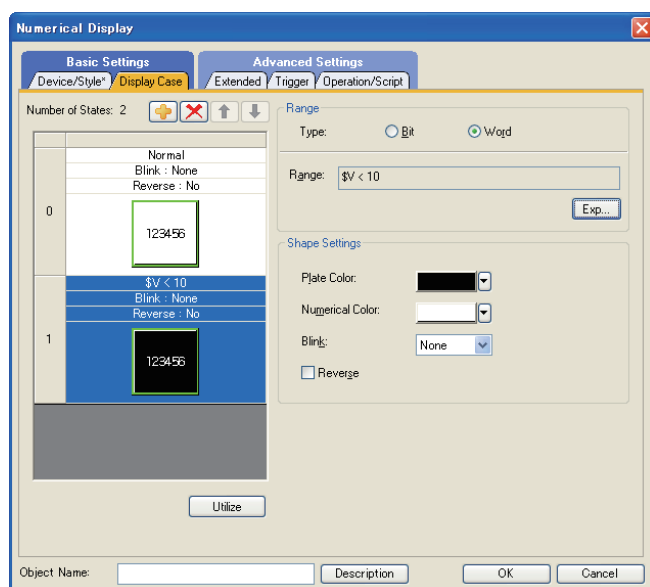 Numerical Display
Basic Settings
Advanced Settings
Device/Style*
Display Case
Extended
Trigger
Operation/Script
Number of States: 2
0
Normal
Blink : None
Reverse : No
123456
1
$V < 10
Blink : None
Reverse : No
123456
Utilize
Range
Type:
Bit
Word
Range:
$V < 10
Exp...
Shape Settings
Plate Color:
Numerical Color:
Blink:
None
Reverse
Object Name:
Description
OK
Cancel